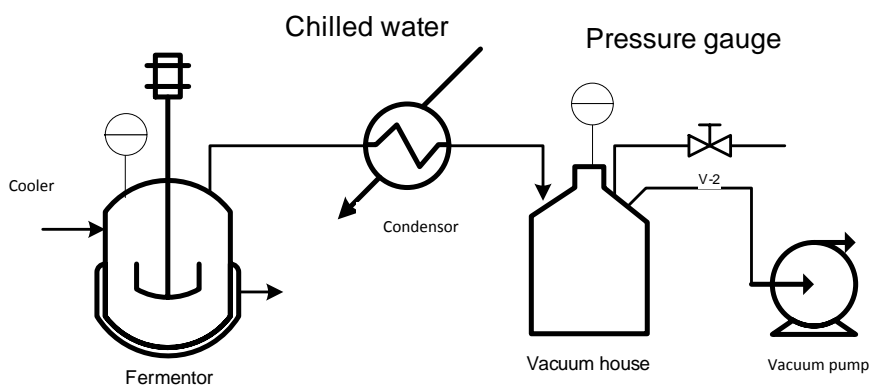 Chilled water
Pressure gauge
Cooler
V-2
Condensor
Fermentor
Vacuum house
Vacuum pump